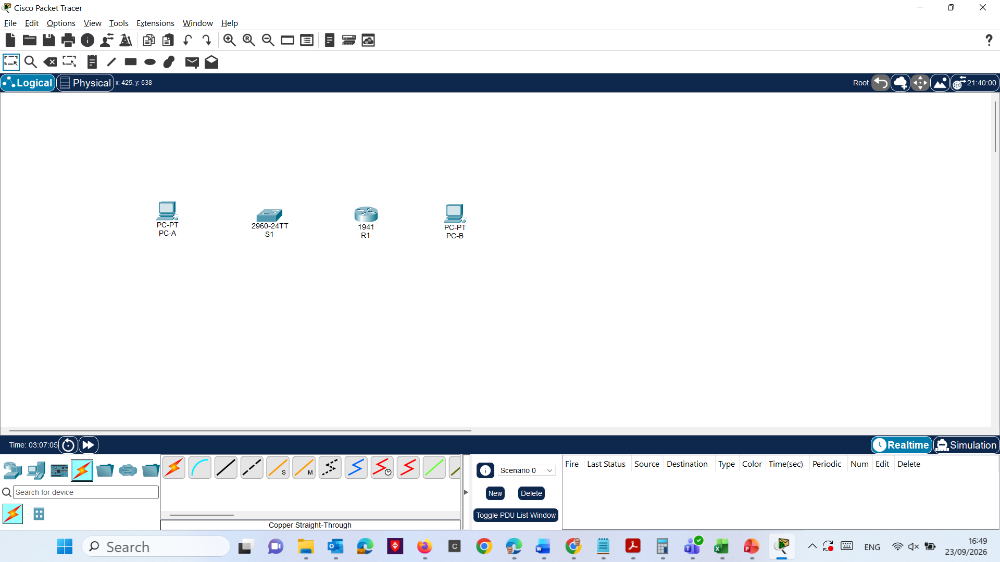 Cisco Packet Tracer
File Edit Options View Tools Extensions Window Help
?
Logical Physical x: 425, y: 638 Root 21:40:00
PC-PT
PC-A
2960-24TT
S1
1941
R1
PC-PT
PC-B
Time: 03:07:05 Realtime Simulation
S M
Search for device
Copper Straight-Through
Scenario 0
New Delete
Toggle PDU List Window
Fire Last Status Source Destination Type Color Time(sec) Periodic Num Edit Delete
Search
ENG
16:49
23/09/2026